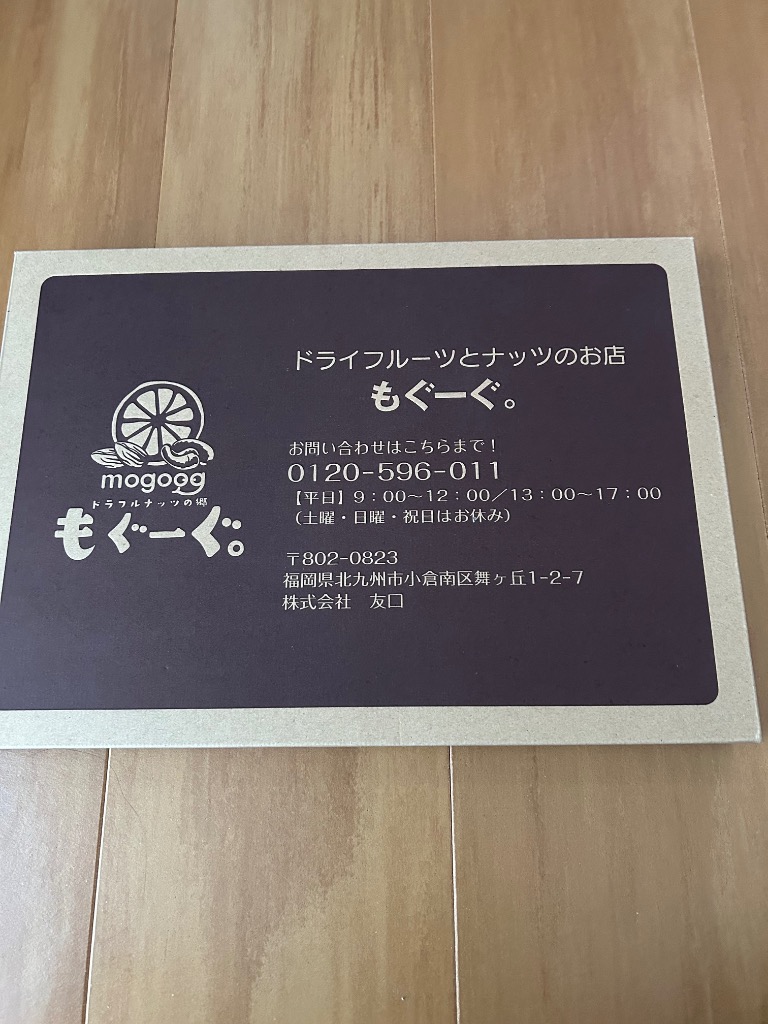 mogoog
ドラフルナッツの郷
もぐーぐ。
ドライフルーツとナッツのお店
もぐーぐ。
お問い合わせはこちらまで！
0120-596-011
【平日】9：00〜12：00／13：00〜17：00
（土曜・日曜・祝日はお休み）
〒802-0823
福岡県北九州市小倉南区舞ヶ丘1-2-7
株式会社　友口